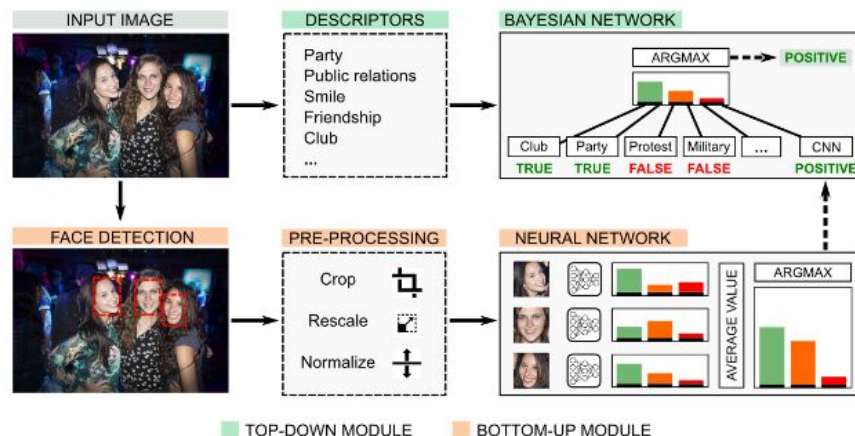 INPUT IMAGE
DESCRIPTORS
BAYESIAN NETWORK
Party
Public relations
Smile
Friendship
Club
...
ARGMAX
POSITIVE
Club
Party
Protest
Military
...
CNN
TRUE
TRUE
FALSE
FALSE
POSITIVE
FACE DETECTION
PRE-PROCESSING
NEURAL NETWORK
Crop
Rescale
Normalize
AVERAGE VALUE
ARGMAX
TOP-DOWN MODULE
BOTTOM-UP MODULE